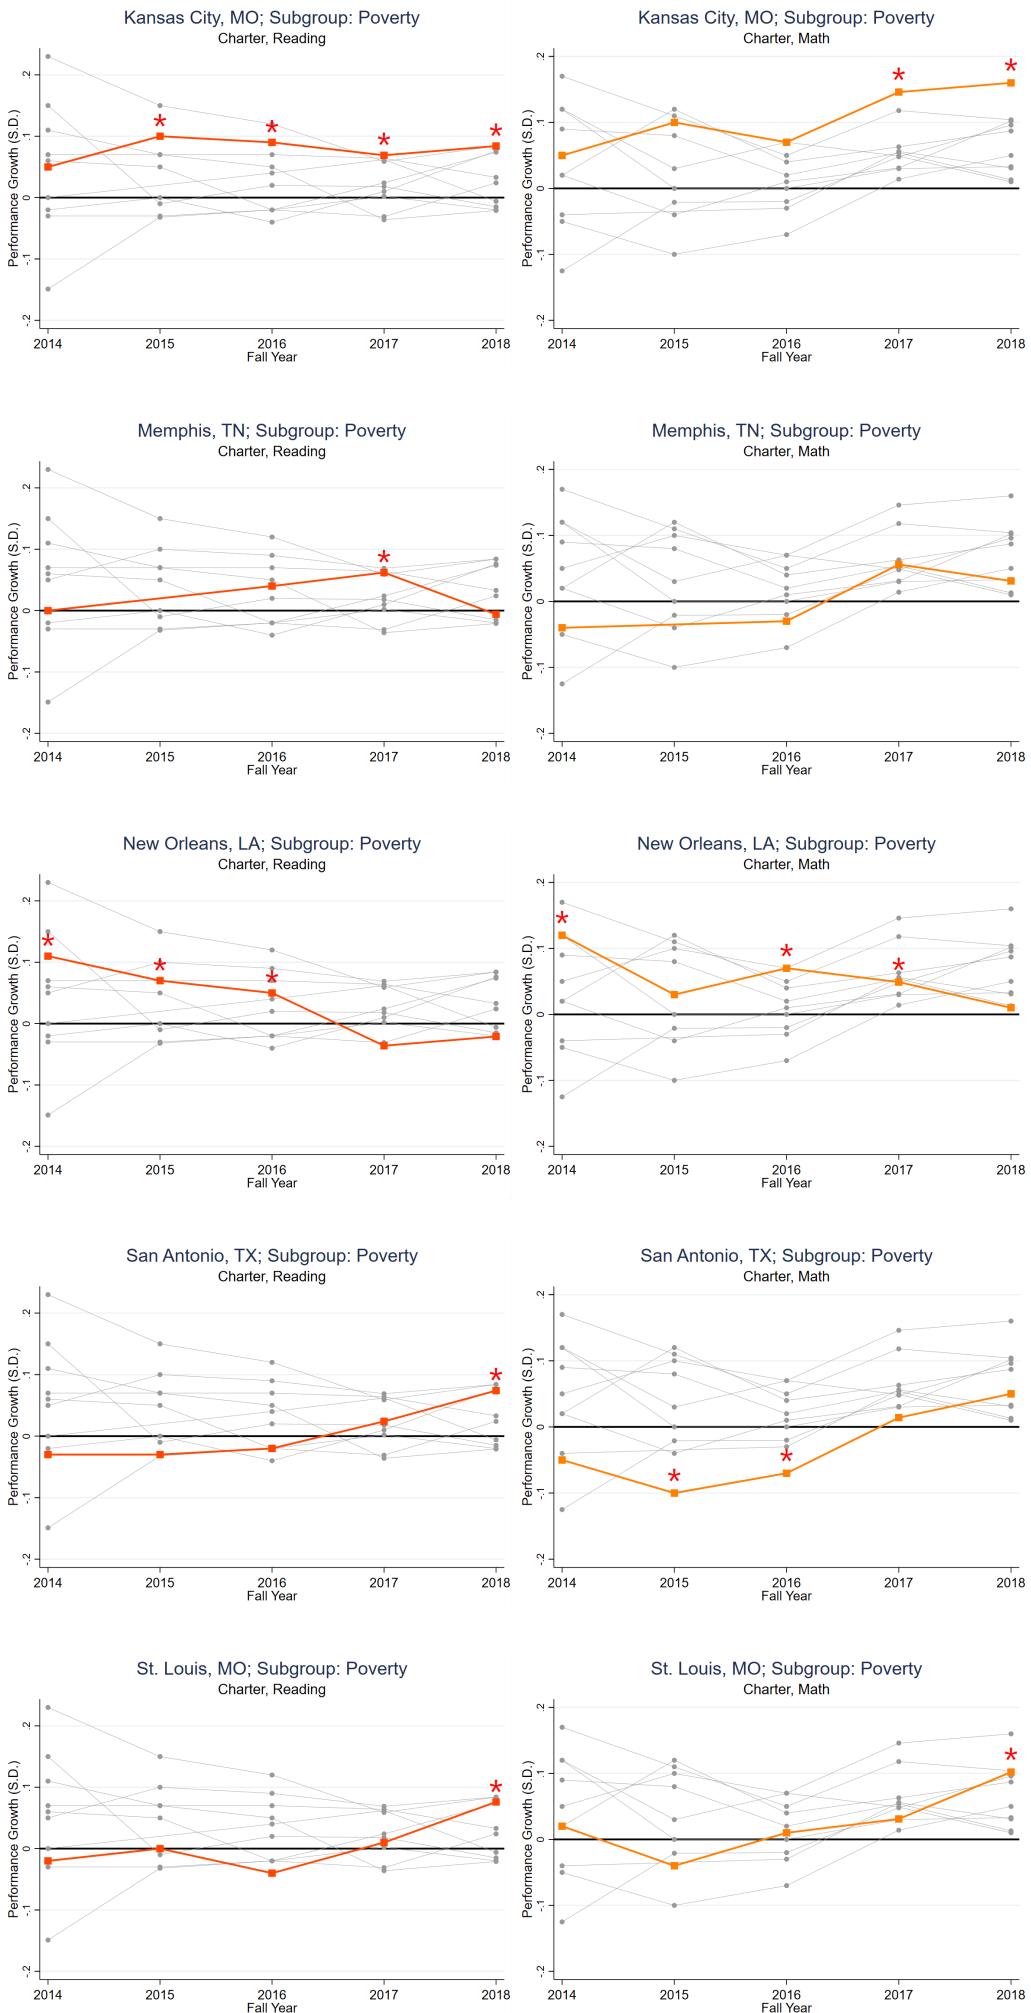 Kansas City, MO; Subgroup: Poverty
Charter, Reading
Performance Growth (S.D.)
.2
.1
0
-.1
-.2
2014 2015 2016 2017 2018
Fall Year
Kansas City, MO; Subgroup: Poverty
Charter, Math
Performance Growth (S.D.)
.2
.1
0
-.1
-.2
2014 2015 2016 2017 2018
Fall Year
Memphis, TN; Subgroup: Poverty
Charter, Reading
Performance Growth (S.D.)
.2
.1
0
-.1
-.2
2014 2015 2016 2017 2018
Fall Year
Memphis, TN; Subgroup: Poverty
Charter, Math
Performance Growth (S.D.)
.2
.1
0
-.1
-.2
2014 2015 2016 2017 2018
Fall Year
New Orleans, LA; Subgroup: Poverty
Charter, Reading
Performance Growth (S.D.)
.2
.1
0
-.1
-.2
2014 2015 2016 2017 2018
Fall Year
New Orleans, LA; Subgroup: Poverty
Charter, Math
Performance Growth (S.D.)
.2
.1
0
-.1
-.2
2014 2015 2016 2017 2018
Fall Year
San Antonio, TX; Subgroup: Poverty
Charter, Reading
Performance Growth (S.D.)
.2
.1
0
-.1
-.2
2014 2015 2016 2017 2018
Fall Year
San Antonio, TX; Subgroup: Poverty
Charter, Math
Performance Growth (S.D.)
.2
.1
0
-.1
-.2
2014 2015 2016 2017 2018
Fall Year
St. Louis, MO; Subgroup: Poverty
Charter, Reading
Performance Growth (S.D.)
.2
.1
0
-.1
-.2
2014 2015 2016 2017 2018
Fall Year
St. Louis, MO; Subgroup: Poverty
Charter, Math
Performance Growth (S.D.)
.2
.1
0
-.1
-.2
2014 2015 2016 2017 2018
Fall Year